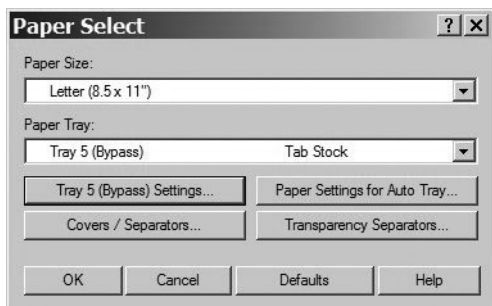 Paper Select
Paper Size:
Letter (8.5 x 11")
Paper Tray:
Tray 5 (Bypass) Tab Stock
Tray 5 (Bypass) Settings... Paper Settings for Auto Tray...
Covers / Separators... Transparency Separators...
OK Cancel Defaults Help